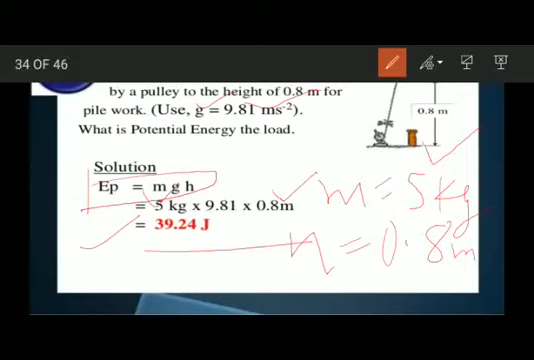 34 OF 46
by a pulley to the height of 0.8 m for
pile work. (Use, g = 9.81 ms⁻²).
What is Potential Energy the load.
0.8 m
Solution
Ep = m g h
= 5 kg x 9.81 x 0.8m
= 39.24 J
m = 5 kg
h = 0.8 m